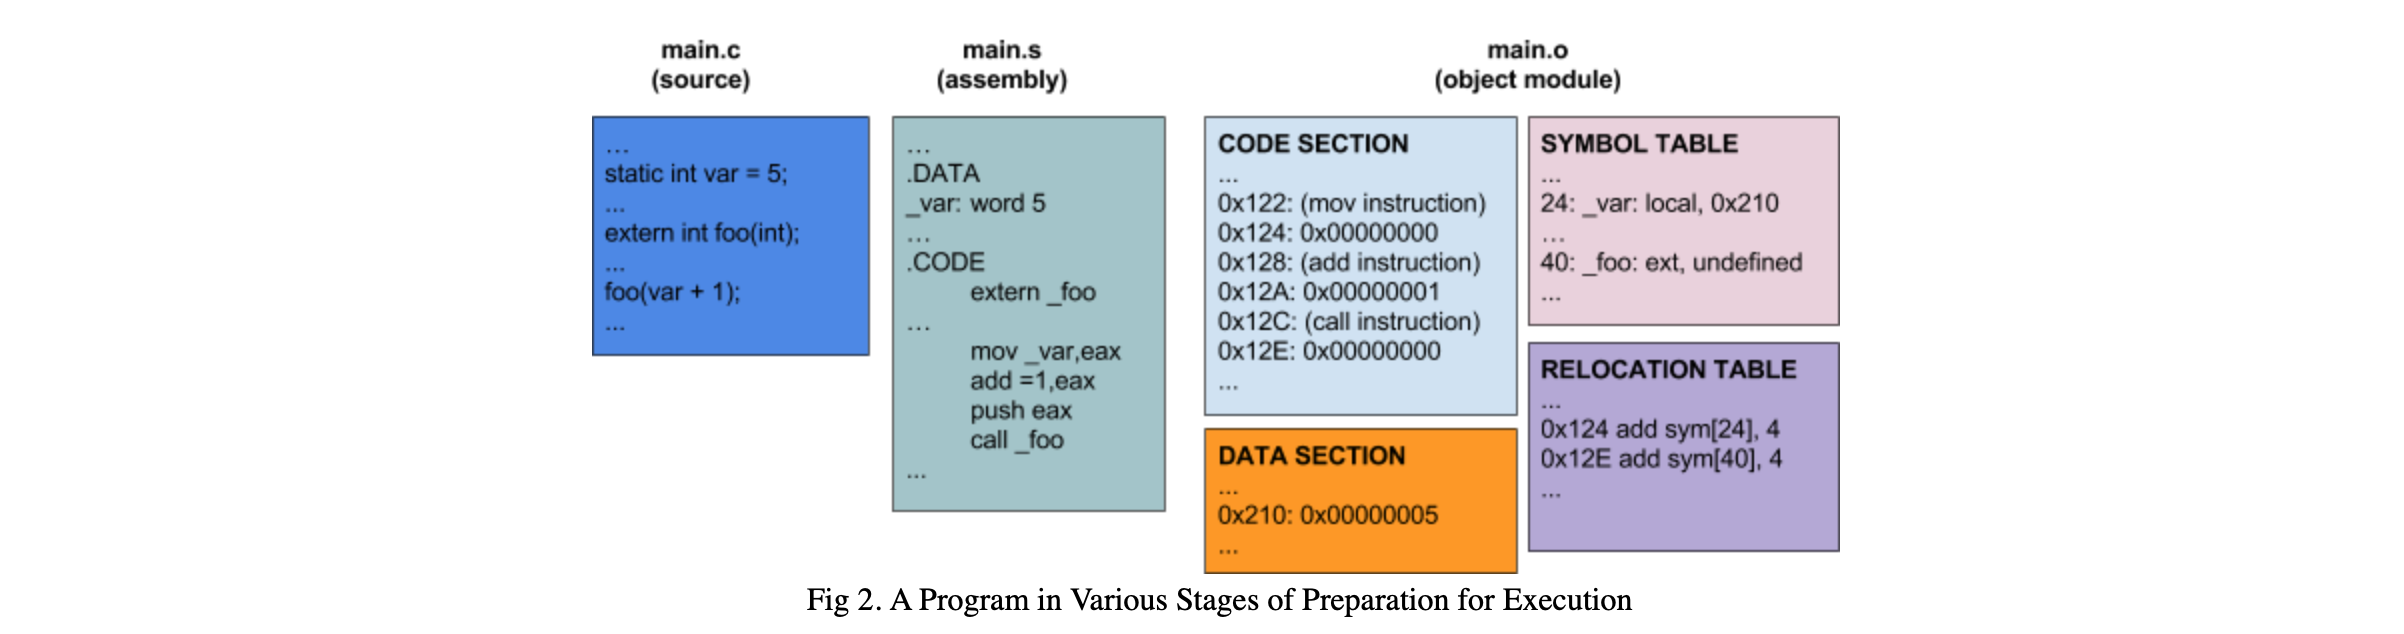 main.c
(source)
...
static int var = 5;
...
extern int foo(int);
...
foo(var + 1);
...
main.s
(assembly)
...
.DATA
_var: word 5
...
.CODE
extern _foo
...
mov _var,eax
add =1,eax
push eax
call _foo
...
main.o
(object module)
CODE SECTION
...
0x122: (mov instruction)
0x124: 0x00000000
0x128: (add instruction)
0x12A: 0x00000001
0x12C: (call instruction)
0x12E: 0x00000000
...
DATA SECTION
...
0x210: 0x00000005
...
SYMBOL TABLE
...
24: _var: local, 0x210
...
40: _foo: ext, undefined
...
RELOCATION TABLE
...
0x124 add sym[24], 4
0x12E add sym[40], 4
...
Fig 2. A Program in Various Stages of Preparation for Execution